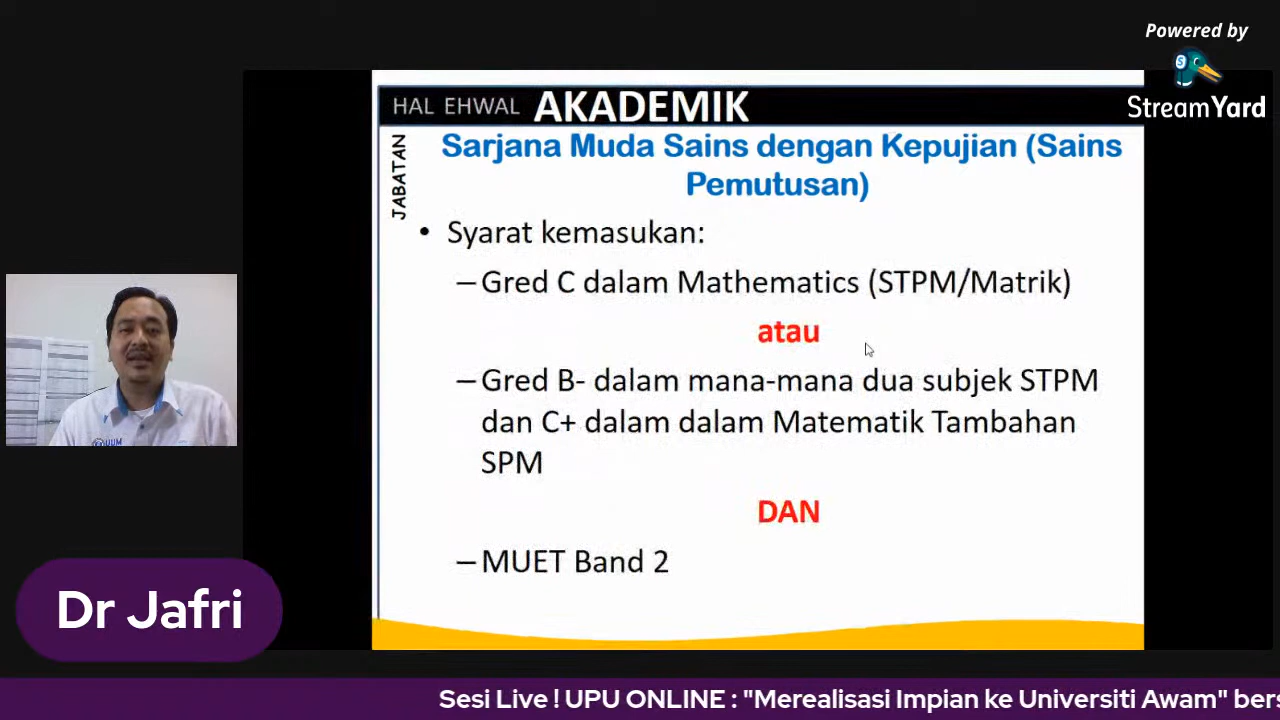 Powered by
StreamYard
HAL EHWAL AKADEMIK
JABATAN
Sarjana Muda Sains dengan Kepujian (Sains
Pemutusan)
• Syarat kemasukan:
–Gred C dalam Mathematics (STPM/Matrik)
atau
–Gred B- dalam mana-mana dua subjek STPM
dan C+ dalam dalam Matematik Tambahan
SPM
DAN
–MUET Band 2
UUM
Dr Jafri
Sesi Live ! UPU ONLINE : "Merealisasi Impian ke Universiti Awam"